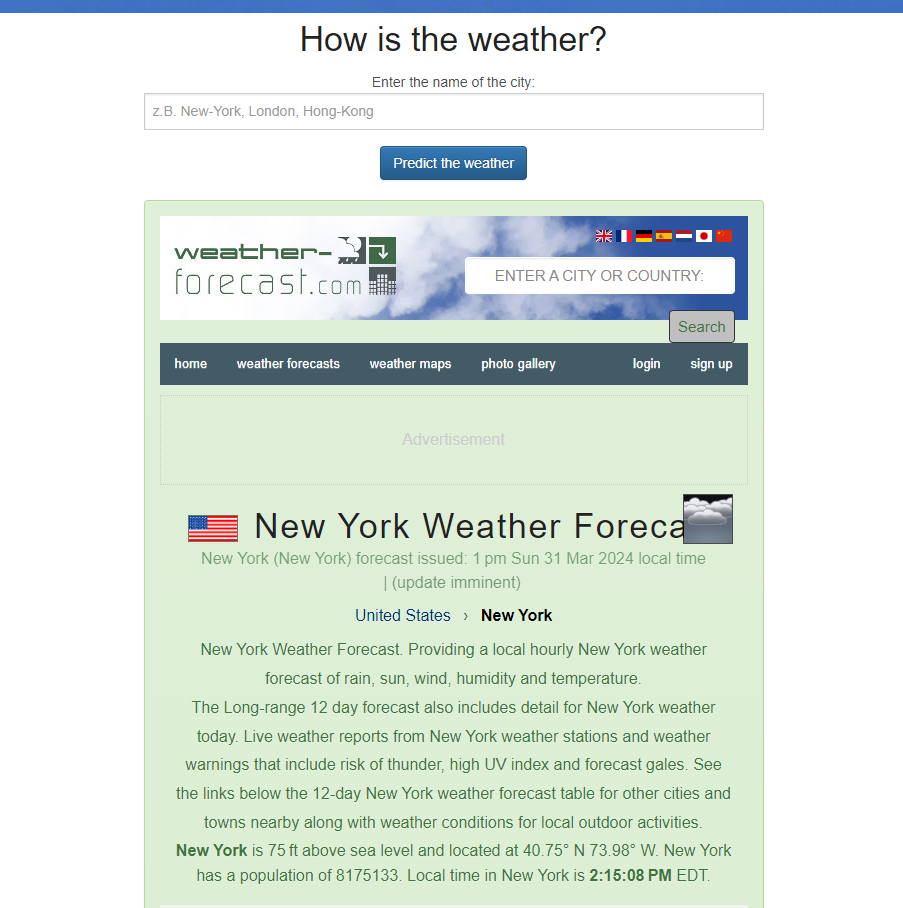 How is the weather?
Enter the name of the city:
z.B. New-York, London, Hong-Kong
Predict the weather
weather-
forecast.com
ENTER A CITY OR COUNTRY:
Search
home weather forecasts weather maps photo gallery login sign up
Advertisement
New York Weather Foreca
New York (New York) forecast issued: 1 pm Sun 31 Mar 2024 local time
| (update imminent)
United States › New York
New York Weather Forecast. Providing a local hourly New York weather
forecast of rain, sun, wind, humidity and temperature.
The Long-range 12 day forecast also includes detail for New York weather
today. Live weather reports from New York weather stations and weather
warnings that include risk of thunder, high UV index and forecast gales. See
the links below the 12-day New York weather forecast table for other cities and
towns nearby along with weather conditions for local outdoor activities.
New York is 75 ft above sea level and located at 40.75° N 73.98° W. New York
has a population of 8175133. Local time in New York is 2:15:08 PM EDT.